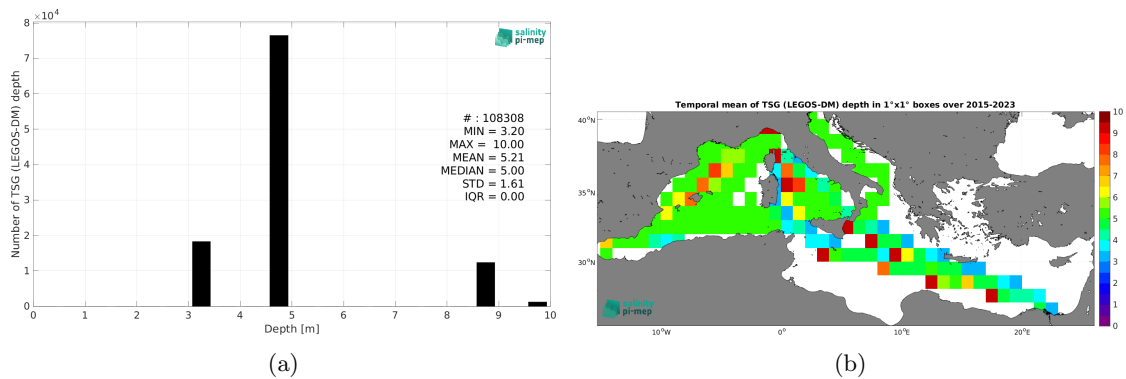 ×10⁴
8
7
6
5
4
3
2
1
0
Number of TSG (LEGOS-DM) depth
salinity
pi-mep
# : 108308
MIN = 3.20
MAX = 10.00
MEAN = 5.21
MEDIAN = 5.00
STD = 1.61
IQR = 0.00
0 1 2 3 4 5 6 7 8 9 10
Depth [m]
(a)
Temporal mean of TSG (LEGOS-DM) depth in 1°x1° boxes over 2015-2023
40°N
35°N
30°N
10°W 0° 10°E 20°E
salinity
pi-mep
10
9
8
7
6
5
4
3
2
1
0
(b)